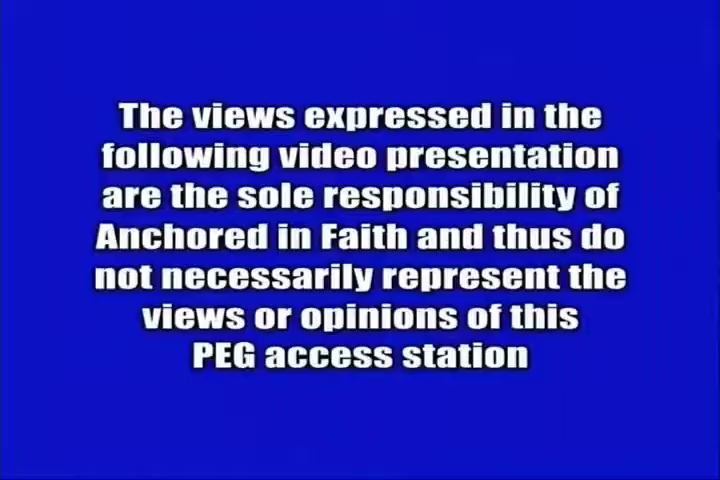 The views expressed in the
following video presentation
are the sole responsibility of
Anchored in Faith and thus do
not necessarily represent the
views or opinions of this
PEG access station